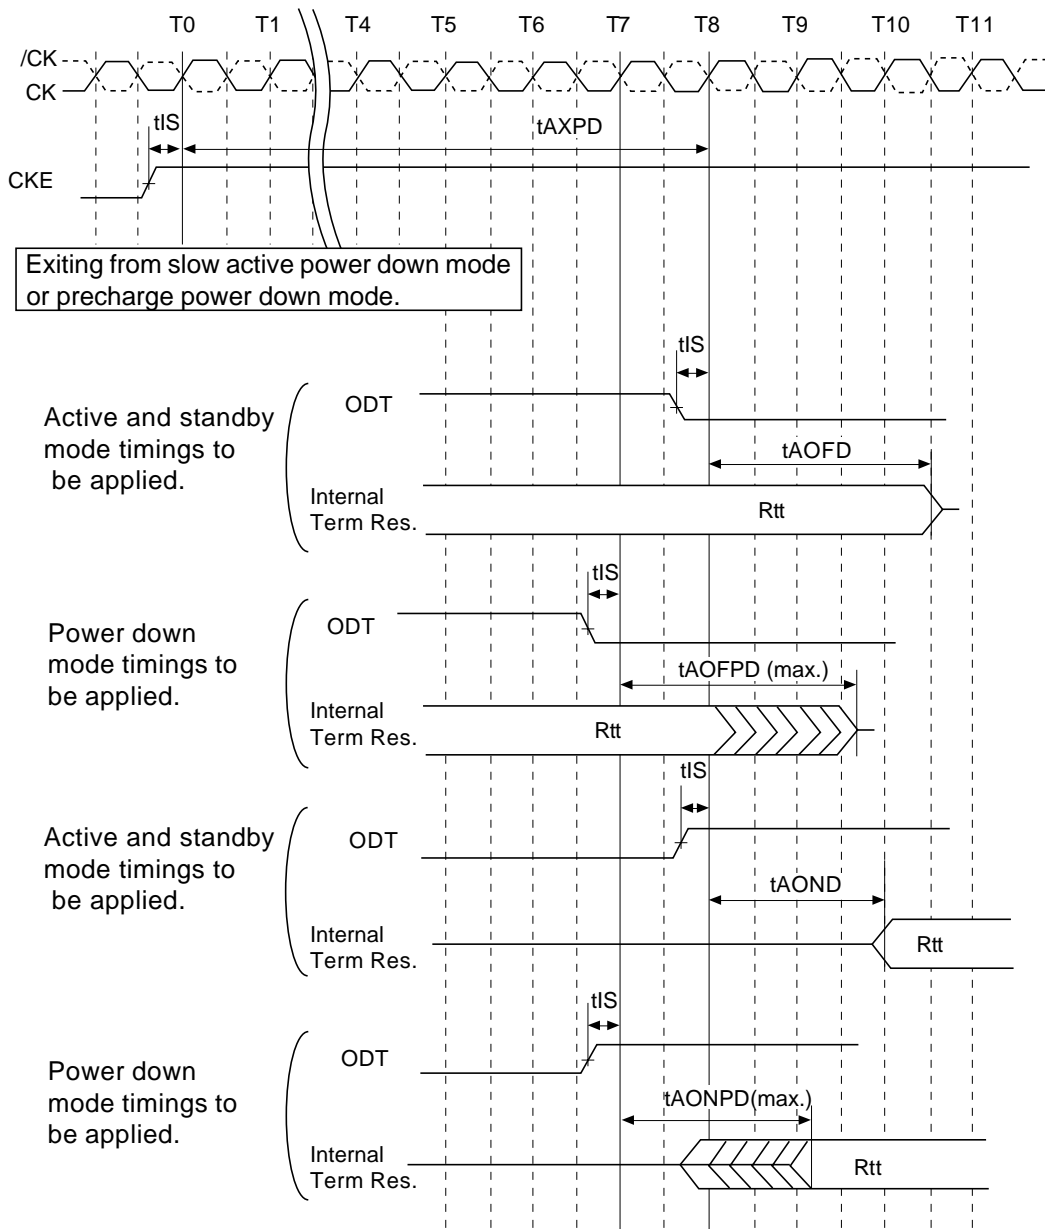 T0 T1 T4 T5 T6 T7 T8 T9 T10 T11
/CK
CK
tIS
tAXPD
CKE
Exiting from slow active power down mode
or precharge power down mode.
tIS
ODT
Active and standby
mode timings to
be applied.
tAOFD
Internal
Term Res.
Rtt
tIS
ODT
Power down
mode timings to
be applied.
tAOFPD (max.)
Internal
Term Res.
Rtt
tIS
Active and standby
mode timings to
be applied.
ODT
tAOND
Internal
Term Res.
Rtt
tIS
ODT
Power down
mode timings to
be applied.
tAONPD(max.)
Internal
Term Res.
Rtt